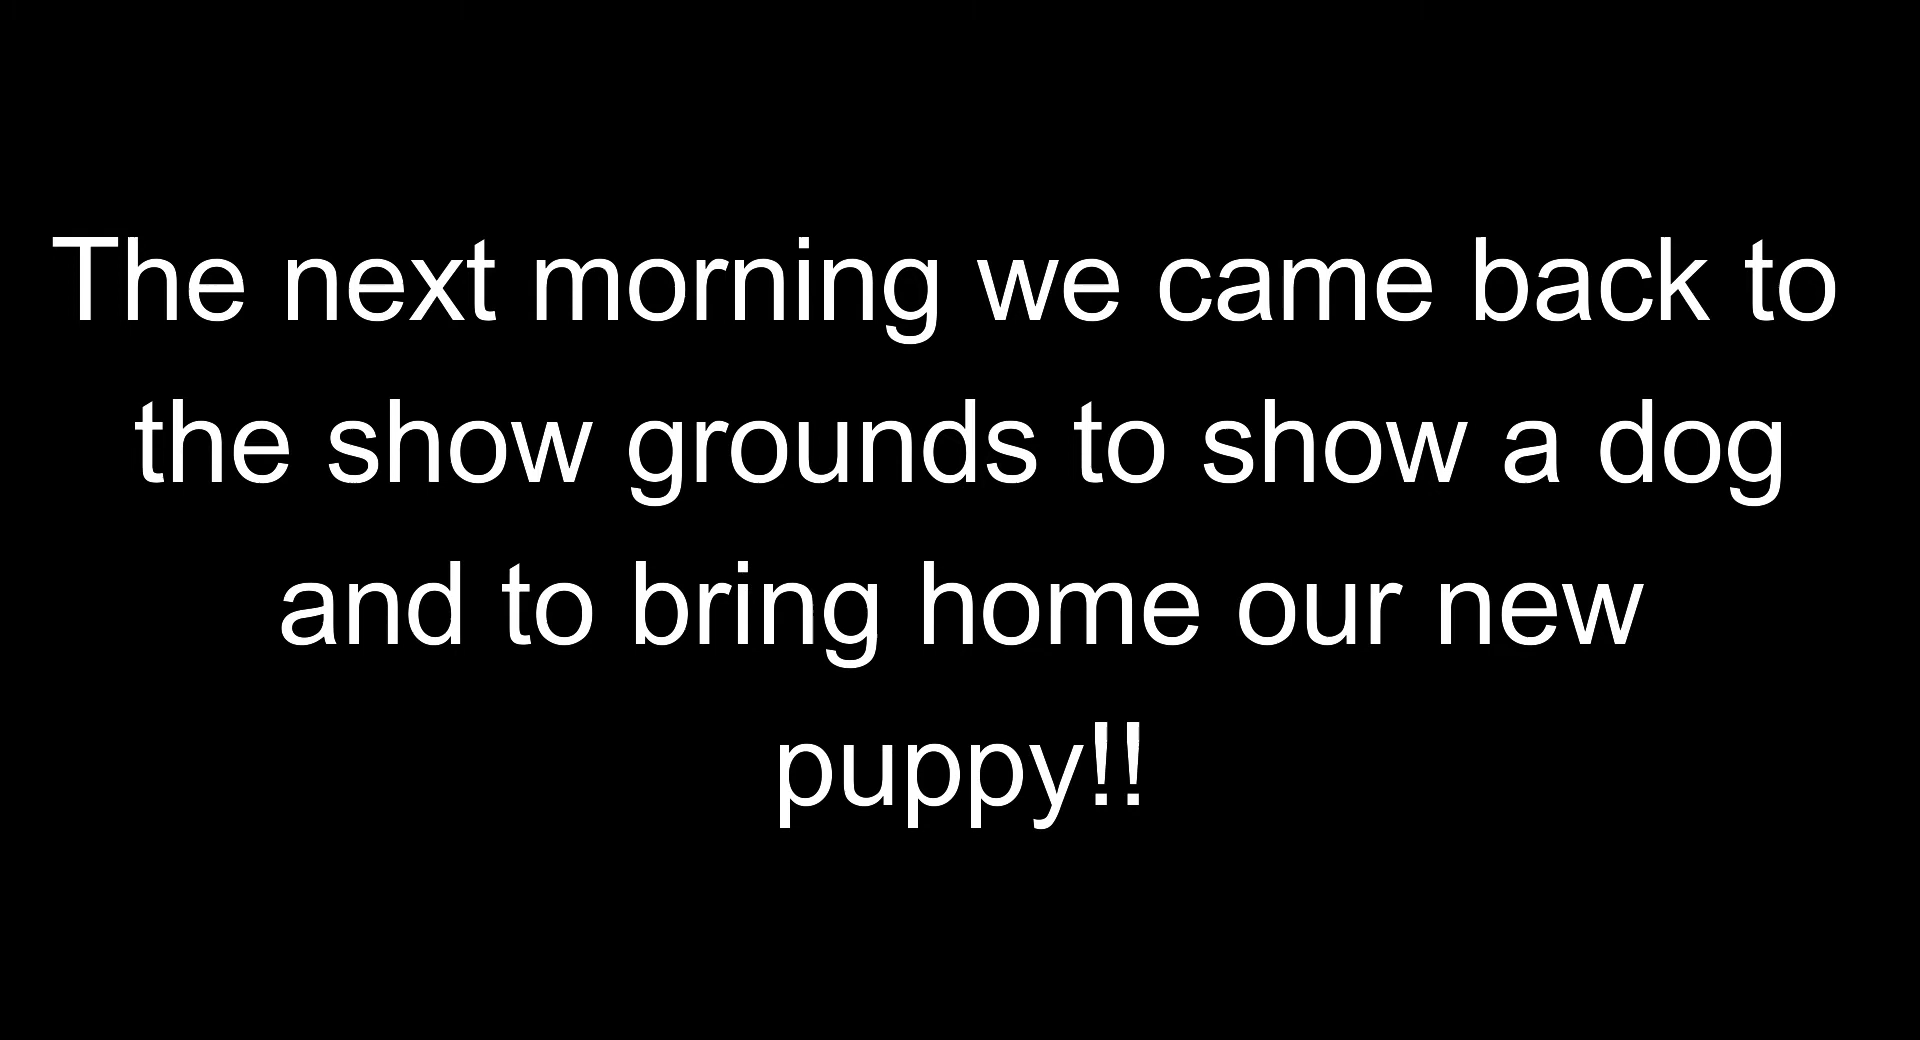 The next morning we came back to
the show grounds to show a dog
and to bring home our new
puppy!!